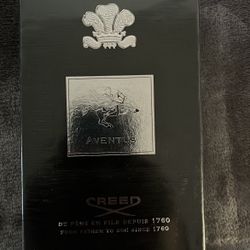 AVENTUS
CREED
DE PÈRE EN FILS DEPUIS 1760
FROM FATHER TO SON SINCE 1760